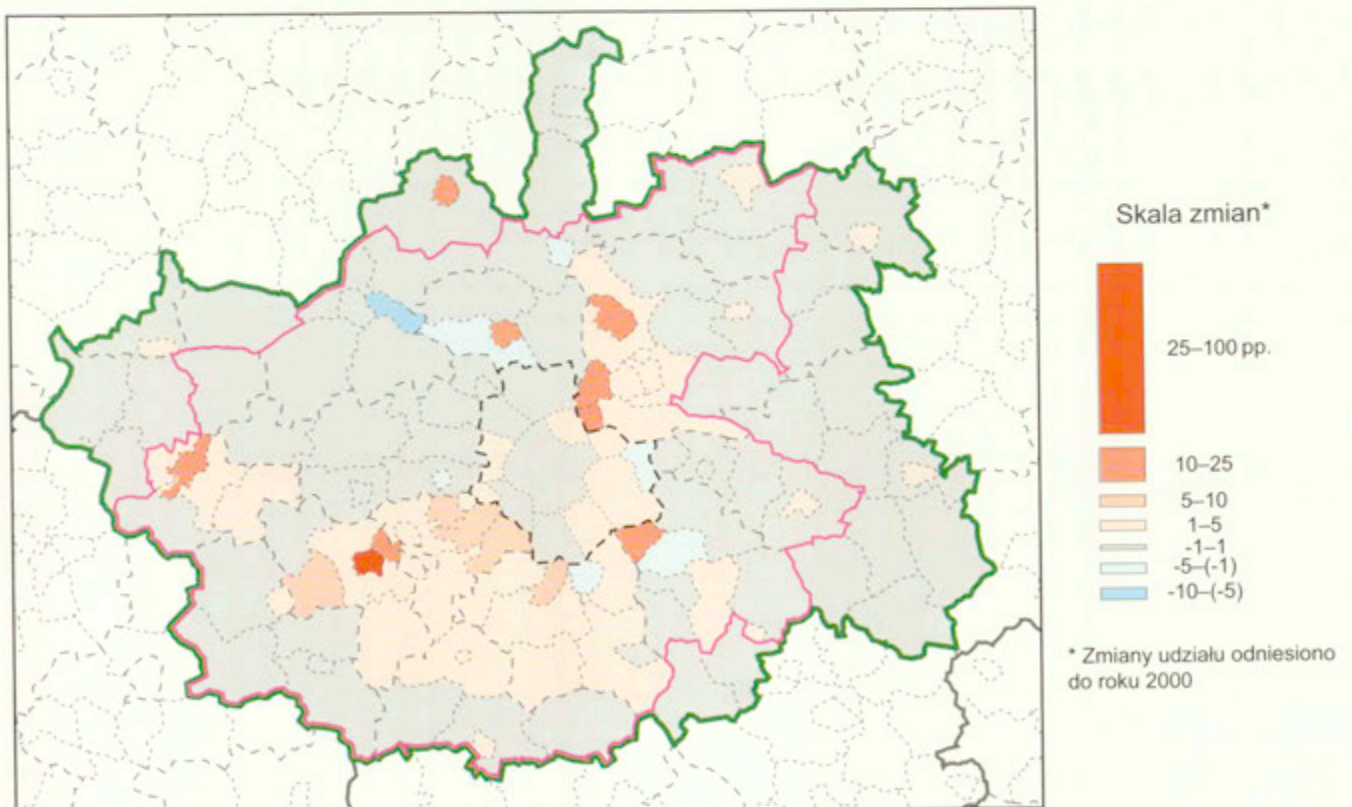 Skala zmian*
25–100 pp.
10–25
5–10
1–5
-1–1
-5–(-1)
-10–(-5)
* Zmiany udziału odniesiono
do roku 2000